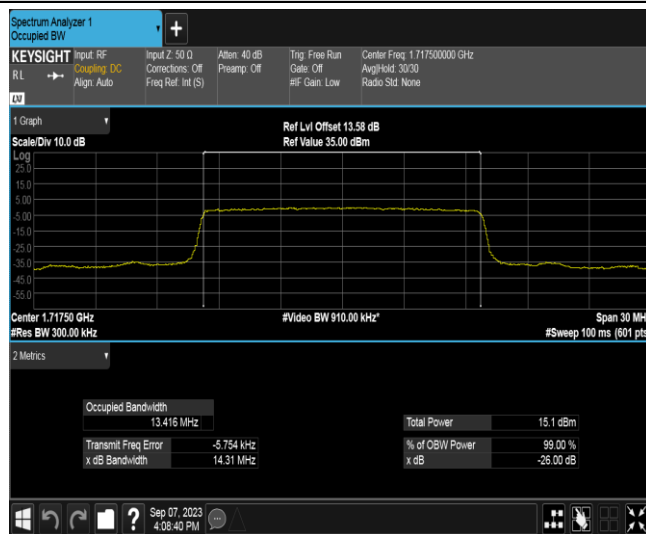 Spectrum Analyzer 1
Occupied BW
+
KEYSIGHT Input: RF Input Z: 50 Ω Atten: 40 dB Trig: Free Run Center Freq: 1.717500000 GHz
RL Coupling: DC Corrections: Off Preamp: Off Gate: Off Avg|Hold: 30/30
Align: Auto Freq Ref: Int (S) #IF Gain: Low Radio Std: None
LXI
1 Graph
Ref Lvl Offset 13.58 dB
Scale/Div 10.0 dB Ref Value 35.00 dBm
Log
25.0
15.0
5.00
-5.00
-15.0
-25.0
-35.0
-45.0
-55.0
Center 1.71750 GHz #Video BW 910.00 kHz* Span 30 MH
#Res BW 300.00 kHz #Sweep 100 ms (601 pts
2 Metrics
Occupied Bandwidth
13.416 MHz Total Power 15.1 dBm
Transmit Freq Error -5.754 kHz % of OBW Power 99.00 %
x dB Bandwidth 14.31 MHz x dB -26.00 dB
? Sep 07, 2023
4:08:40 PM